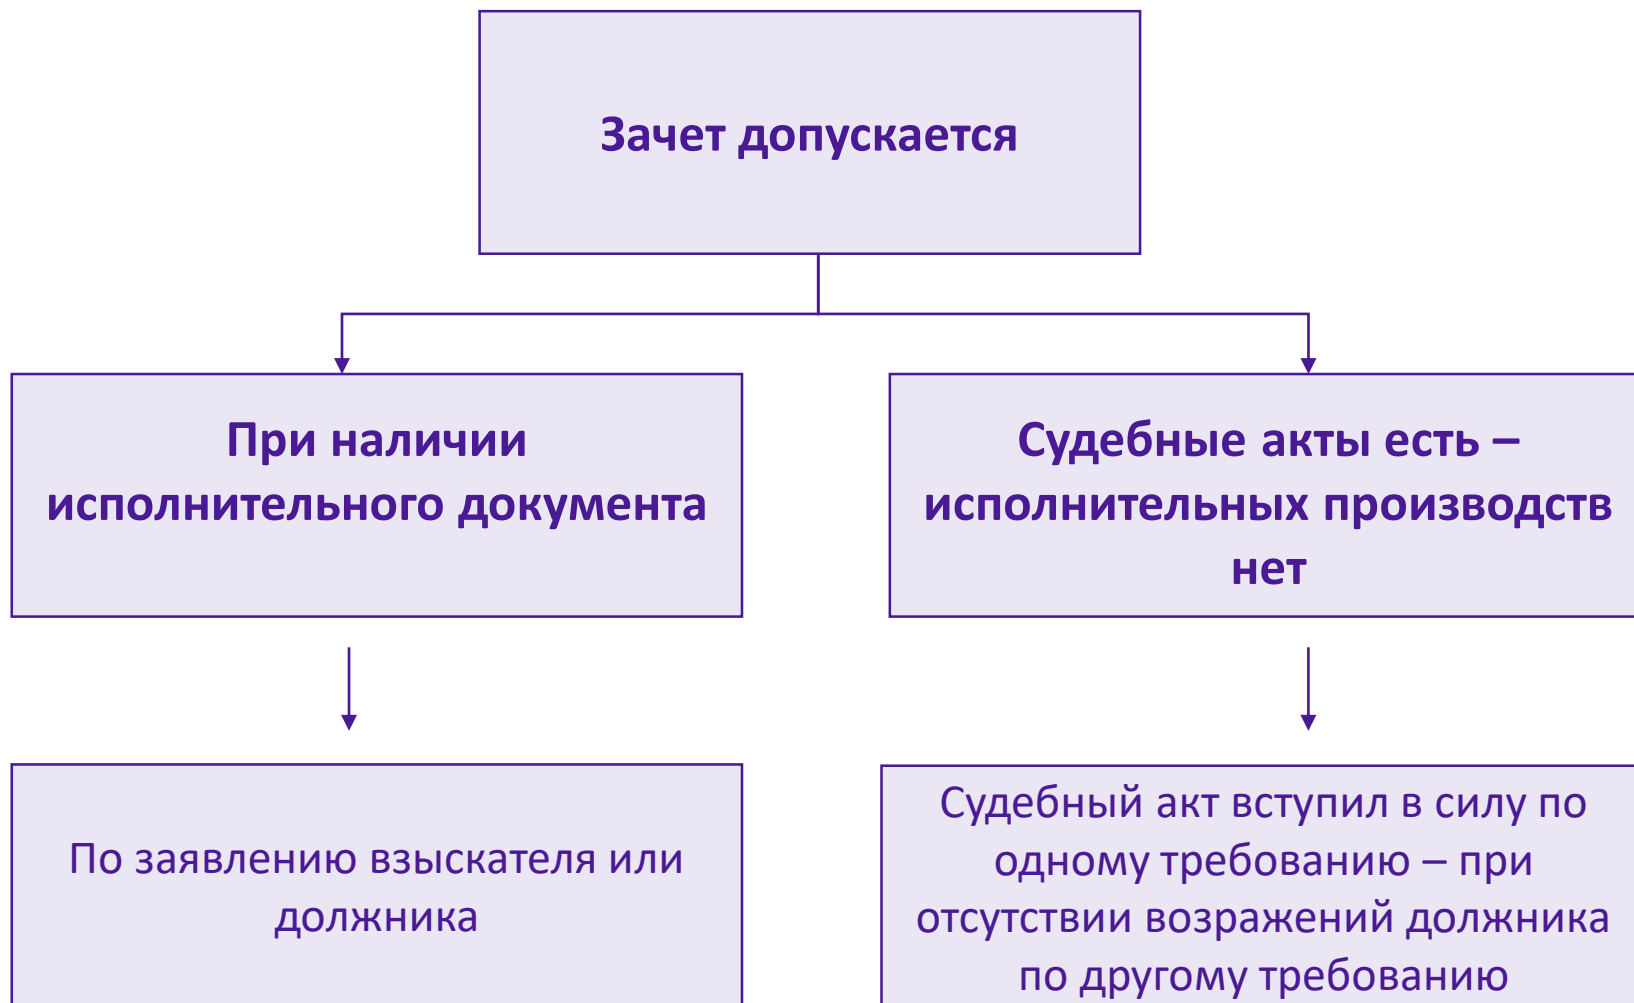 Зачет допускается
При наличии
исполнительного документа
Судебные акты есть –
исполнительных производств
нет
По заявлению взыскателя или
должника
Судебный акт вступил в силу по
одному требованию – при
отсутствии возражений должника
по другому требованию